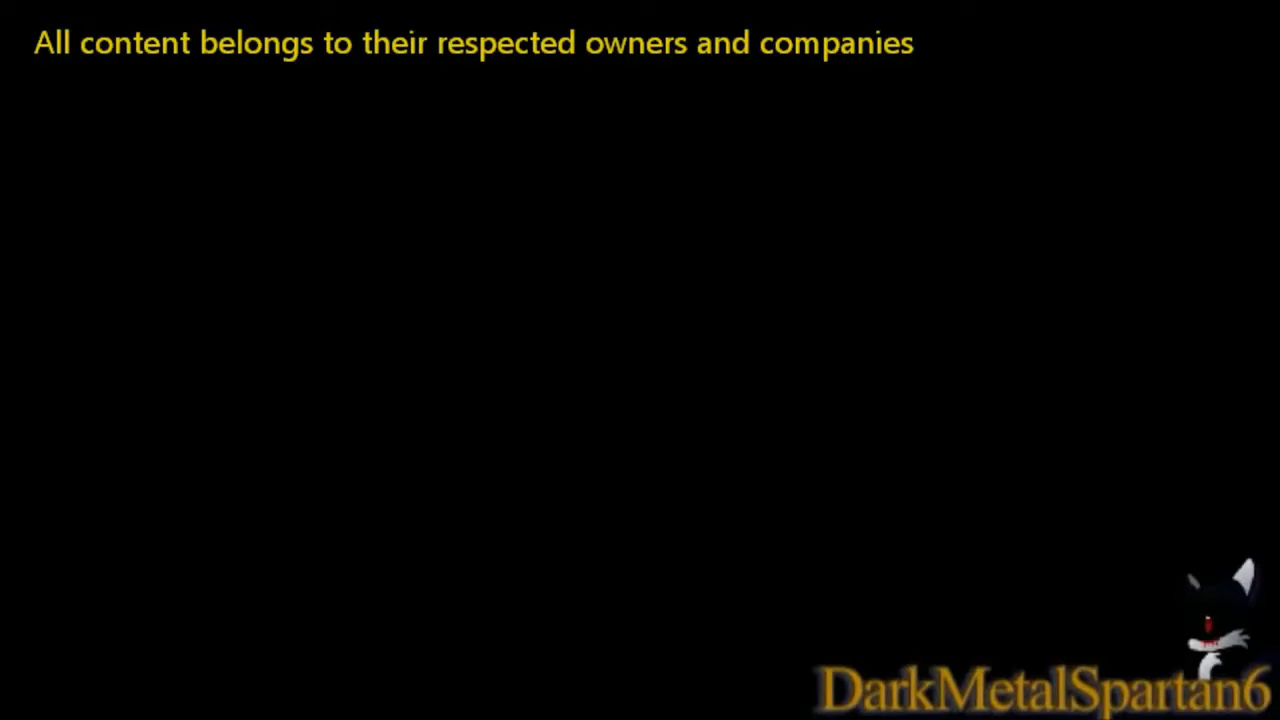 All content belongs to their respected owners and companies
DarkMetalSpartan6